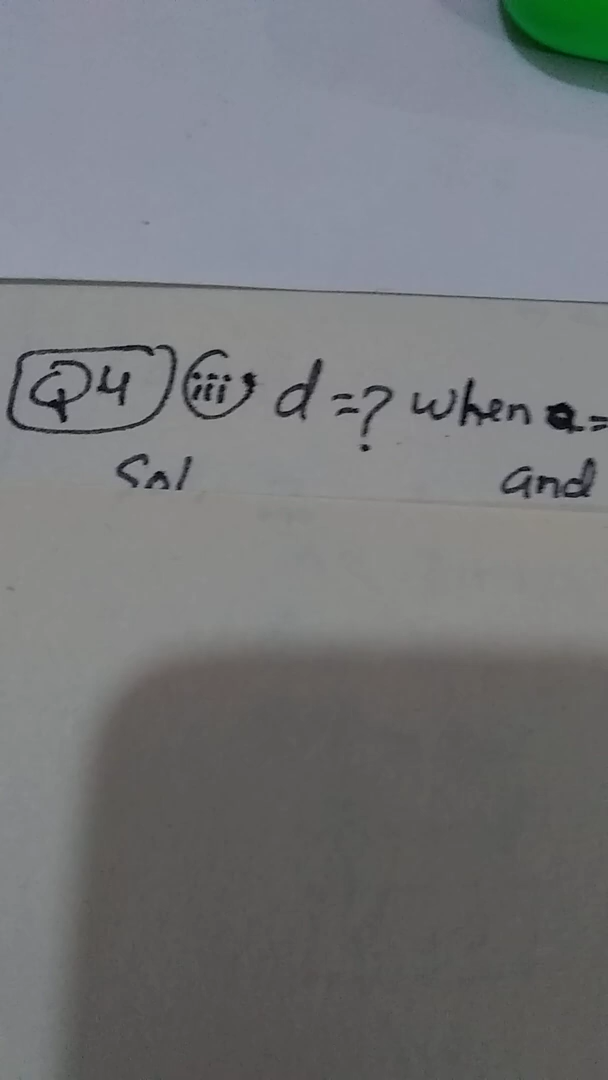 Q4 iii, d=? when a=
Sol and